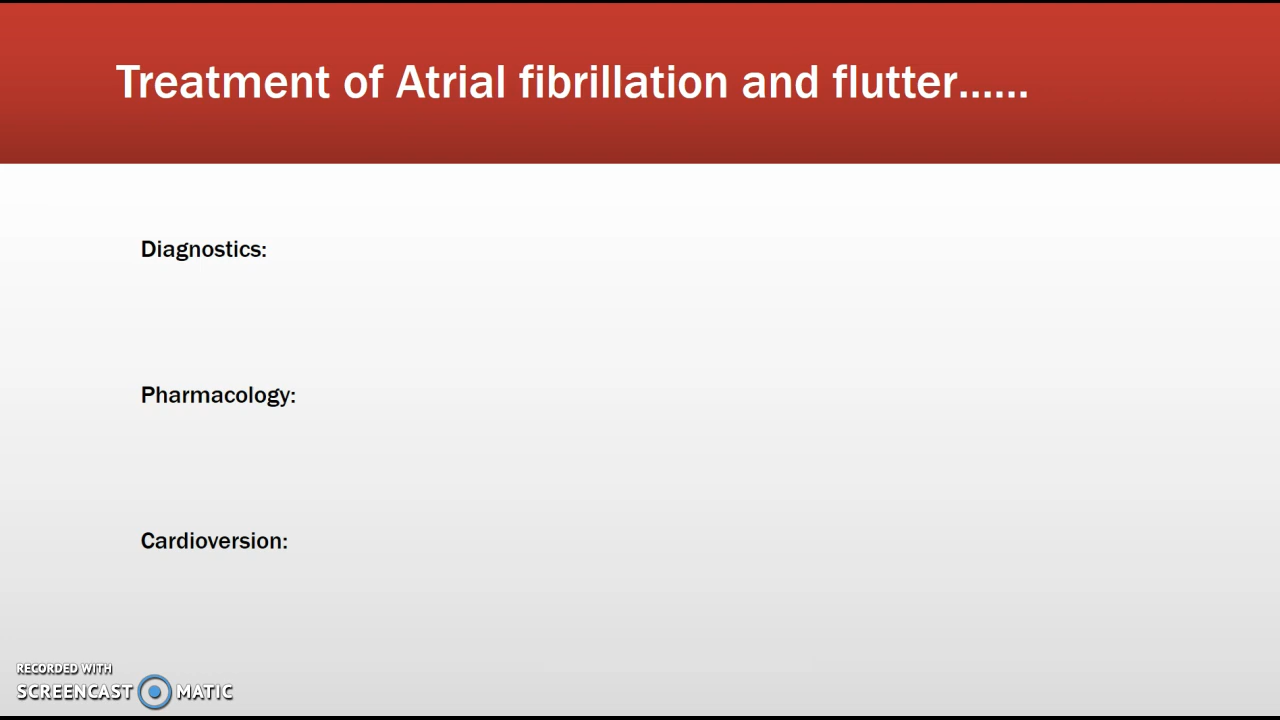 Treatment of Atrial fibrillation and flutter......
Diagnostics:
Pharmacology:
Cardioversion:
RECORDED WITH
SCREENCAST MATIC